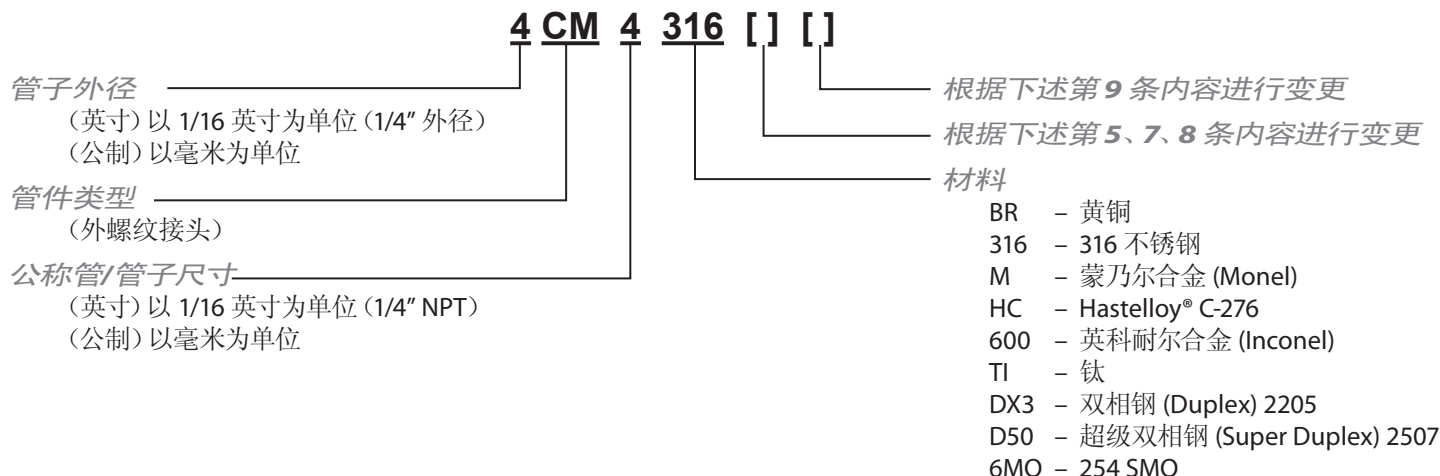 4 CM 4 316 [ ] [ ]
管子外径
（英寸）以 1/16 英寸为单位（1/4" 外径）
（公制）以毫米为单位
管件类型
（外螺纹接头）
公称管/管子尺寸
（英寸）以 1/16 英寸为单位（1/4" NPT）
（公制）以毫米为单位
根据下述第 9 条内容进行变更
根据下述第 5、7、8 条内容进行变更
材料
BR – 黄铜
316 – 316 不锈钢
M – 蒙乃尔合金 (Monel)
HC – Hastelloy® C-276
600 – 英科耐尔合金 (Inconel)
TI – 钛
DX3 – 双相钢 (Duplex) 2205
D50 – 超级双相钢 (Super Duplex) 2507
6MO – 254 SMO